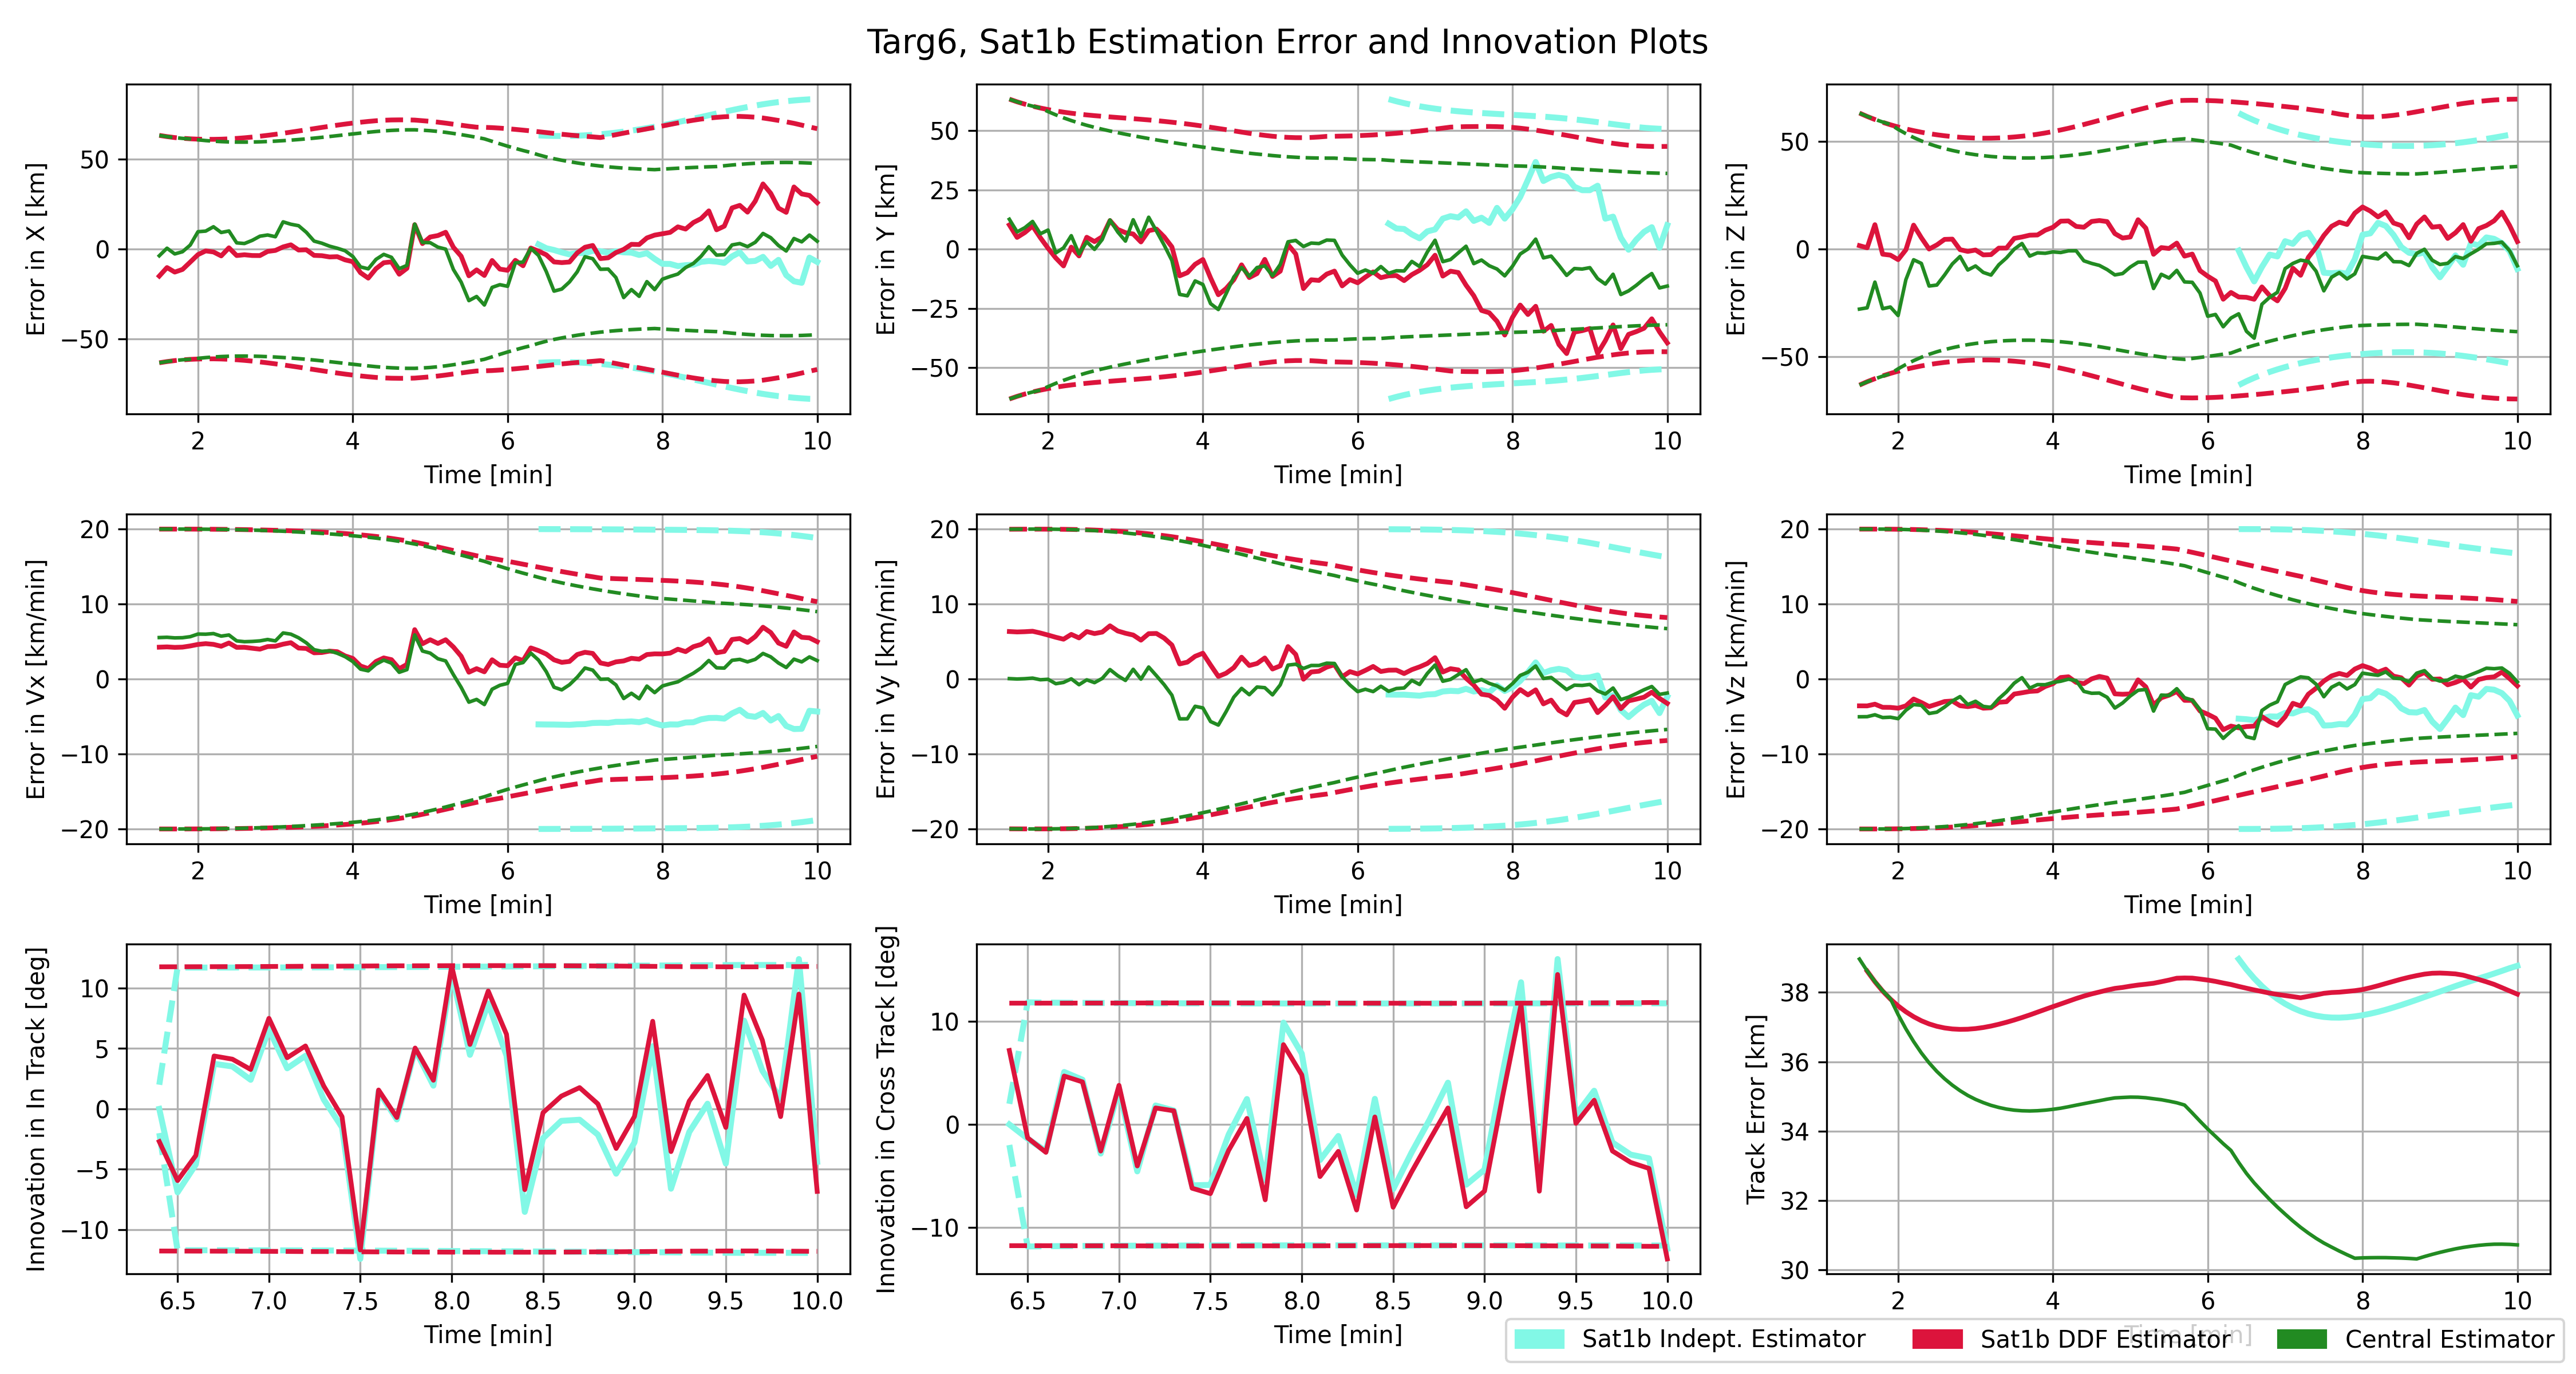 Targ6, Sat1b Estimation Error and Innovation Plots
Error in X [km]
50
0
−50
2 4 6 8 10
Time [min]
Error in Y [km]
50
25
0
−25
−50
2 4 6 8 10
Time [min]
Error in Z [km]
50
0
−50
2 4 6 8 10
Time [min]
Error in Vx [km/min]
20
10
0
−10
−20
2 4 6 8 10
Time [min]
Error in Vy [km/min]
20
10
0
−10
−20
2 4 6 8 10
Time [min]
Error in Vz [km/min]
20
10
0
−10
−20
2 4 6 8 10
Time [min]
Innovation in In Track [deg]
10
5
0
−5
−10
6.5 7.0 7.5 8.0 8.5 9.0 9.5 10.0
Time [min]
Innovation in Cross Track [deg]
10
0
−10
6.5 7.0 7.5 8.0 8.5 9.0 9.5 10.0
Time [min]
Track Error [km]
38
36
34
32
30
2 4 6 8 10
Time [min]
Sat1b Indept. Estimator Sat1b DDF Estimator Central Estimator